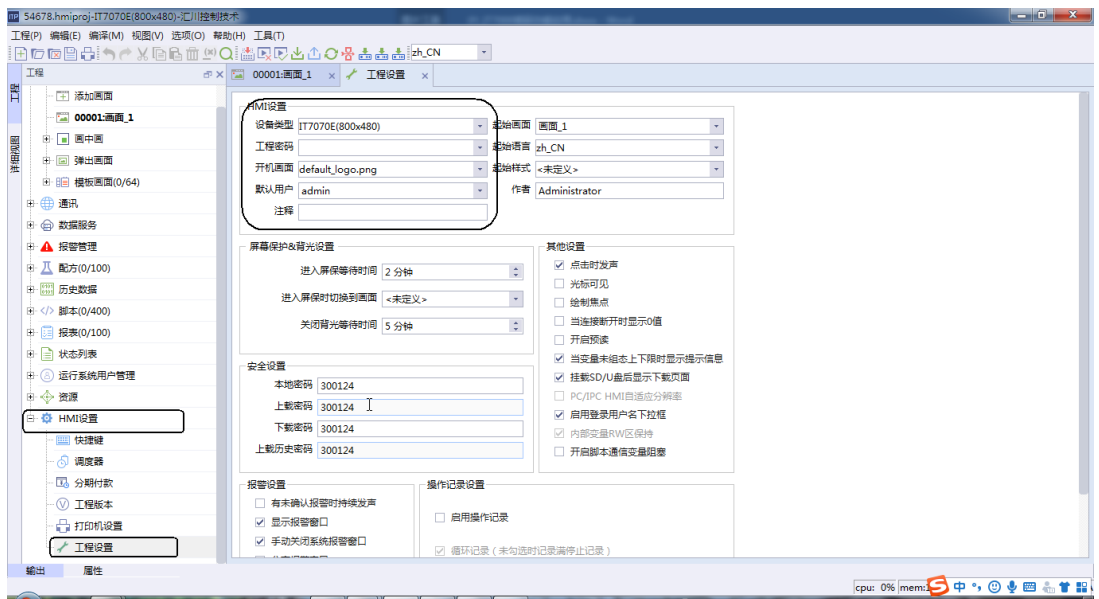 54678.hmiproj-IT7070E(800x480)-汇川控制技术
工程(P) 编辑(E) 编译(M) 视图(V) 选项(O) 帮助(H) 工具(T)
zh_CN
工程
00001:画面_1 × 工程设置 ×
工程
详细视图
添加画面
00001:画面_1
画中画
弹出画面
模板画面(0/64)
通讯
数据服务
报警管理
配方(0/100)
历史数据
脚本(0/400)
报表(0/100)
状态列表
运行系统用户管理
资源
HMI设置
快捷键
调度器
分期付款
工程版本
打印机设置
工程设置
HMI设置
设备类型 IT7070E(800x480) 起始画面 画面_1
工程密码 起始语言 zh_CN
开机画面 default_logo.png 起始样式 <未定义>
默认用户 admin 作者 Administrator
注释
屏幕保护&背光设置
进入屏保等待时间 2 分钟
进入屏保时切换到画面 <未定义>
关闭背光等待时间 5 分钟
安全设置
本地密码 300124
上载密码 300124
下载密码 300124
上载历史密码 300124
其他设置
点击时发声
光标可见
绘制焦点
当连接断开时显示0值
开启预读
当变量未组态上下限时显示提示信息
挂载SD/U盘后显示下载页面
PC/IPC HMI自适应分辨率
启用登录用户名下拉框
内部变量RW区保持
开启脚本通信变量阻塞
报警设置
有未确认报警时持续发声
显示报警窗口
手动关闭系统报警窗口
操作记录设置
启用操作记录
循环记录（未勾选时记录满停止记录）
输出 属性
cpu: 0% mem:
中